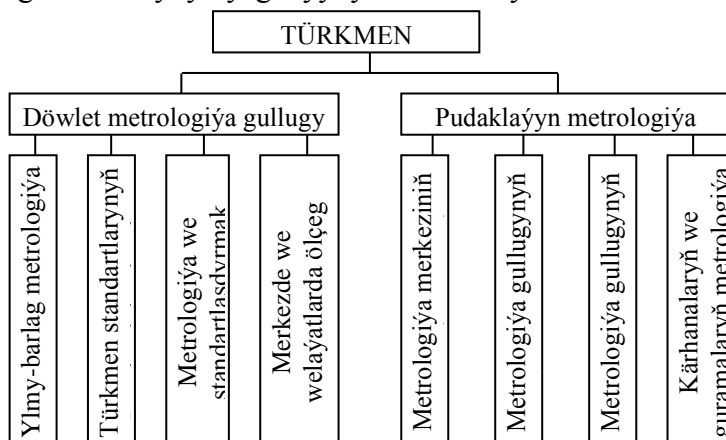 TÜRKMEN
Döwlet metrologiýa gullugy
Pudaklaýyn metrologiýa
Ylmy-barlag metrologiýa
Türkmen standartlarynyň
Metrologiýa we
standartlaşdyrmak
Merkezde we
welaýatlarda ölçeg
Metrologiýa merkeziniň
Metrologiýa gullugynyň
Metrologiýa gullugynyň
Kärhanalaryň we
guramalaryň metrologiýa